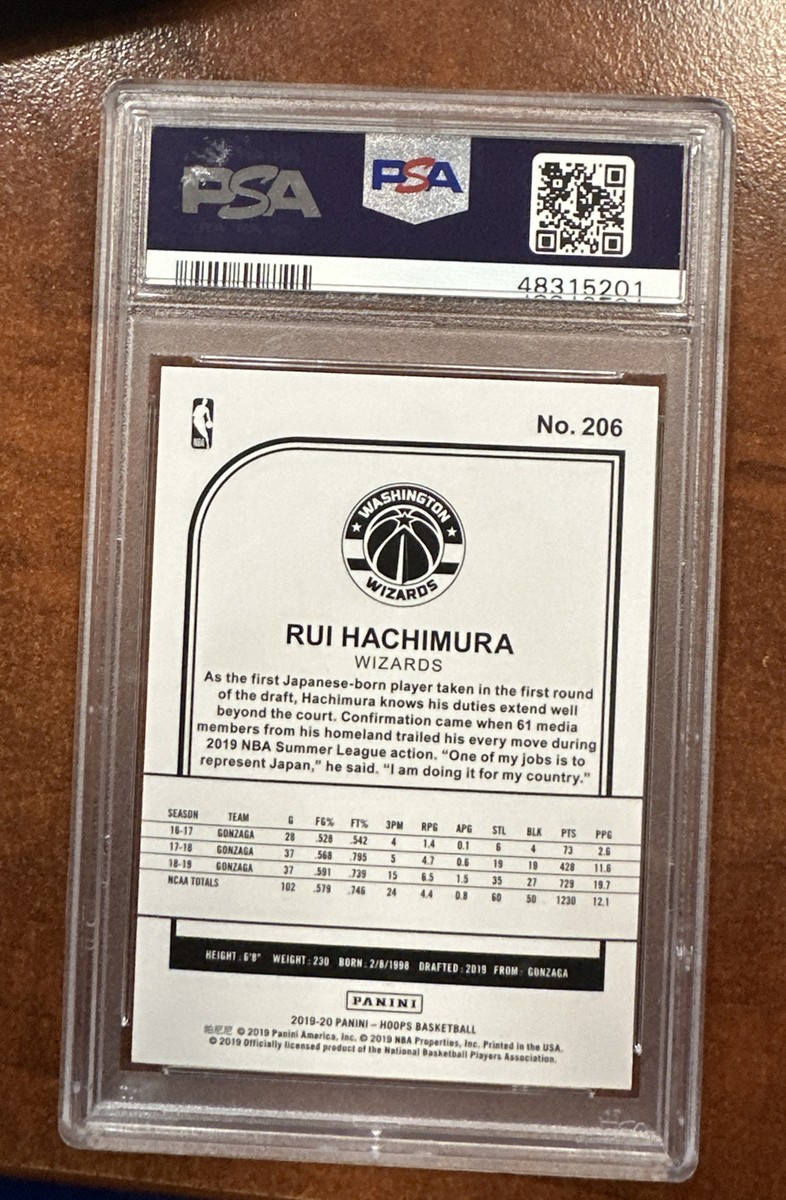 PSA
PSA
48315201
NBA
No. 206
WASHINGTON
WIZARDS
RUI HACHIMURA
WIZARDS
As the first Japanese-born player taken in the first round
of the draft, Hachimura knows his duties extend well
beyond the court. Confirmation came when 61 media
members from his homeland trailed his every move during
2019 NBA Summer League action. “One of my jobs is to
represent Japan,” he said. “I am doing it for my country.”
SEASON TEAM G FG% FT% 3PM RPG APG STL BLK PTS PPG
16-17 GONZAGA 28 .528 .542 4 1.4 0.1 6 4 73 2.6
17-18 GONZAGA 37 .568 .795 5 4.7 0.6 19 19 428 11.6
18-19 GONZAGA 37 .591 .739 15 6.5 1.5 35 27 729 19.7
NCAA TOTALS 102 .579 .746 24 4.4 0.8 60 50 1230 12.1
HEIGHT: 6'8" WEIGHT: 230 BORN: 2/8/1998 DRAFTED: 2019 FROM: GONZAGA
PANINI
2019-20 PANINI – HOOPS BASKETBALL
帕尼尼 © 2019 Panini America, Inc. © 2019 NBA Properties, Inc. Printed in the USA.
© 2019 Officially licensed product of the National Basketball Players Association.